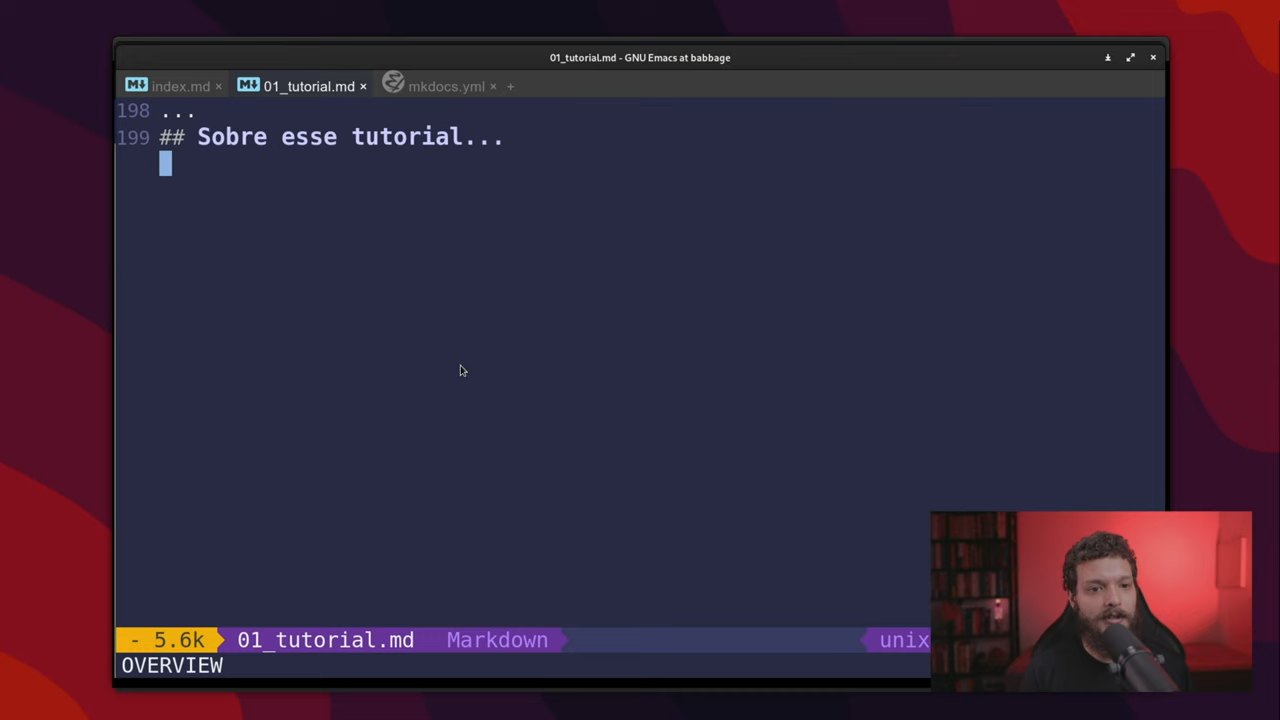 01_tutorial.md - GNU Emacs at babbage
index.md × 01_tutorial.md × mkdocs.yml × +
198 ...
199 ## Sobre esse tutorial...
- 5.6k 01_tutorial.md Markdown unix
OVERVIEW